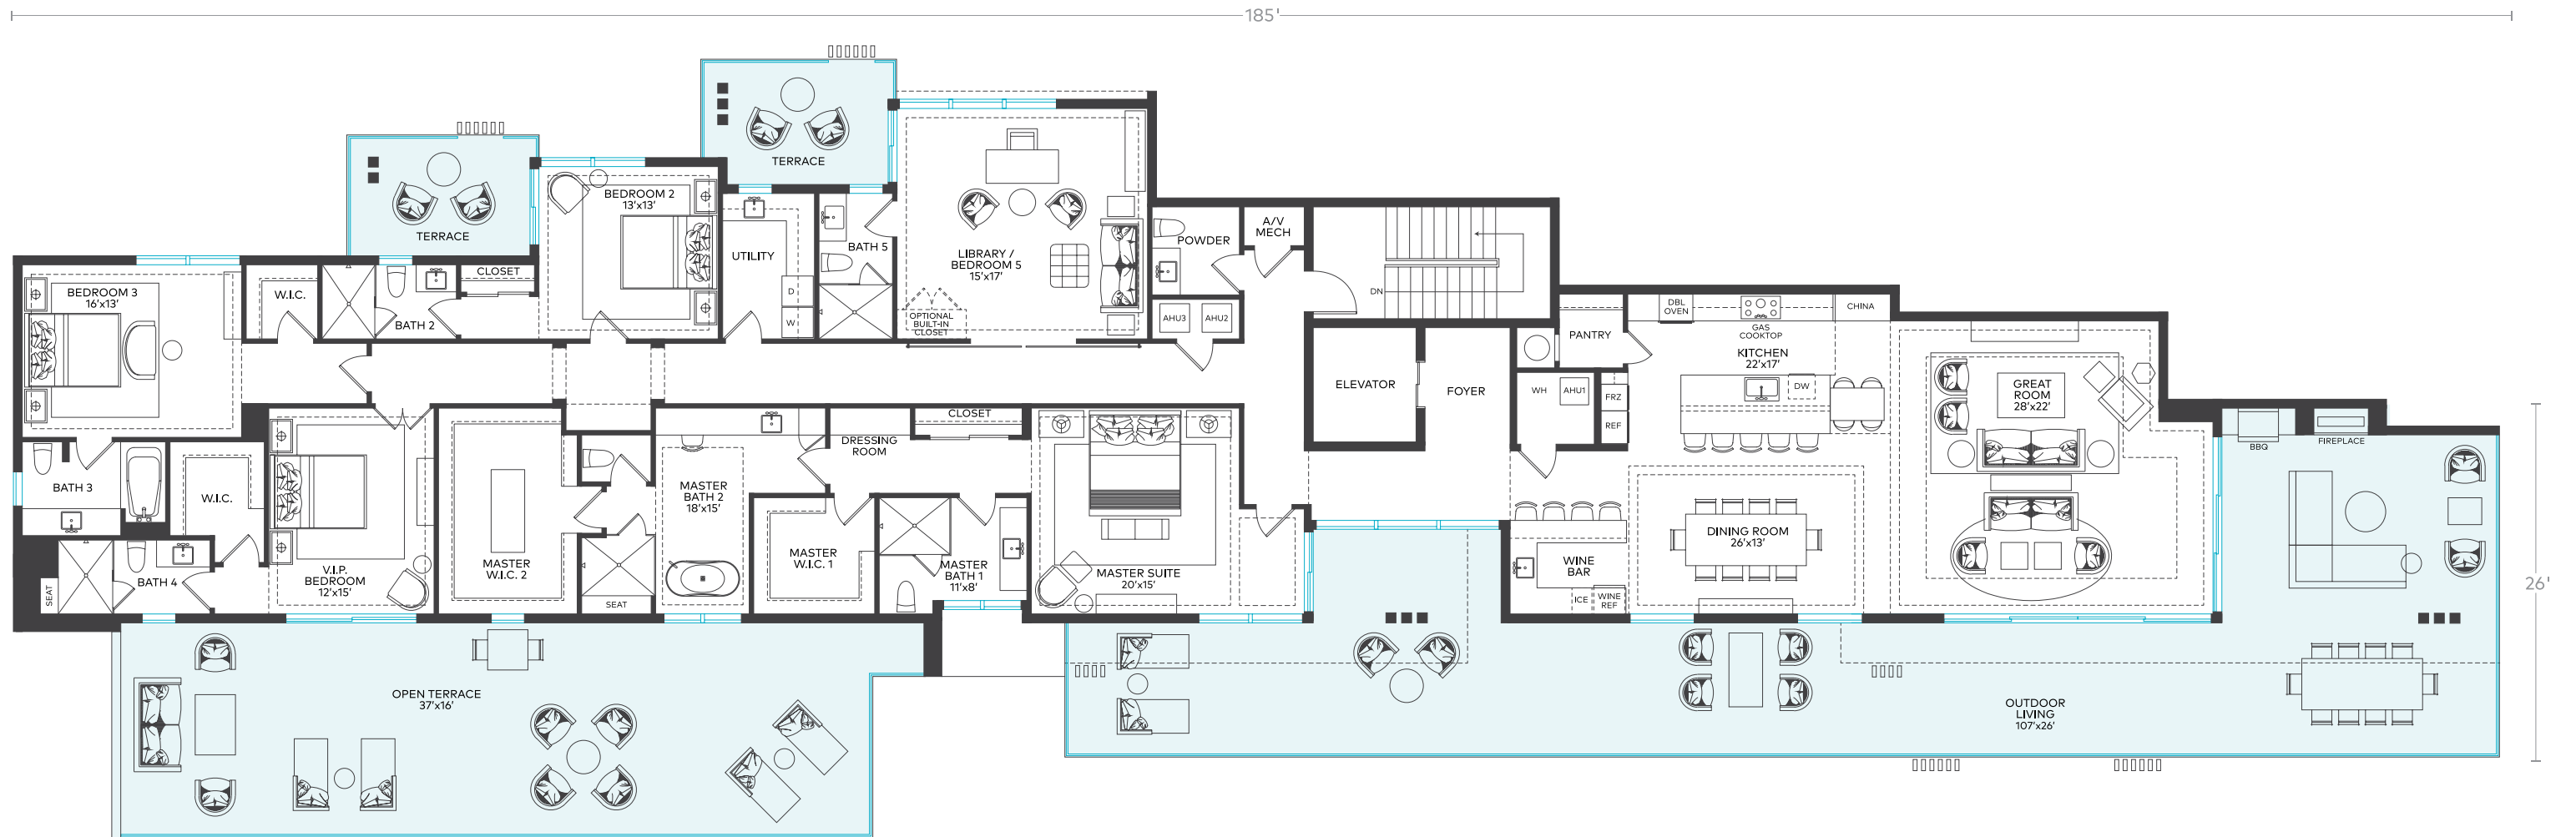 185'
TERRACE
TERRACE
BEDROOM 2
13'x13'
UTILITY
D
W
BATH 5
LIBRARY /
BEDROOM 5
15'x17'
OPTIONAL
BUILT-IN
CLOSET
POWDER
A/V
MECH
AHU3
AHU2
DN
BEDROOM 3
16'x13'
W.I.C.
BATH 2
CLOSET
ELEVATOR
FOYER
PANTRY
WH
AHU1
FRZ
REF
DBL
OVEN
GAS
COOKTOP
CHINA
KITCHEN
22'x17'
DW
GREAT
ROOM
28'x22'
BBQ
FIREPLACE
26'
BATH 3
W.I.C.
SEAT
BATH 4
V.I.P.
BEDROOM
12'x15'
MASTER
W.I.C. 2
SEAT
MASTER
BATH 2
18'x15'
DRESSING
ROOM
CLOSET
MASTER
W.I.C. 1
MASTER
BATH 1
11'x8'
MASTER SUITE
20'x15'
WINE
BAR
ICE
WINE
REF
DINING ROOM
26'x13'
OPEN TERRACE
37'x16'
OUTDOOR
LIVING
107'x26'